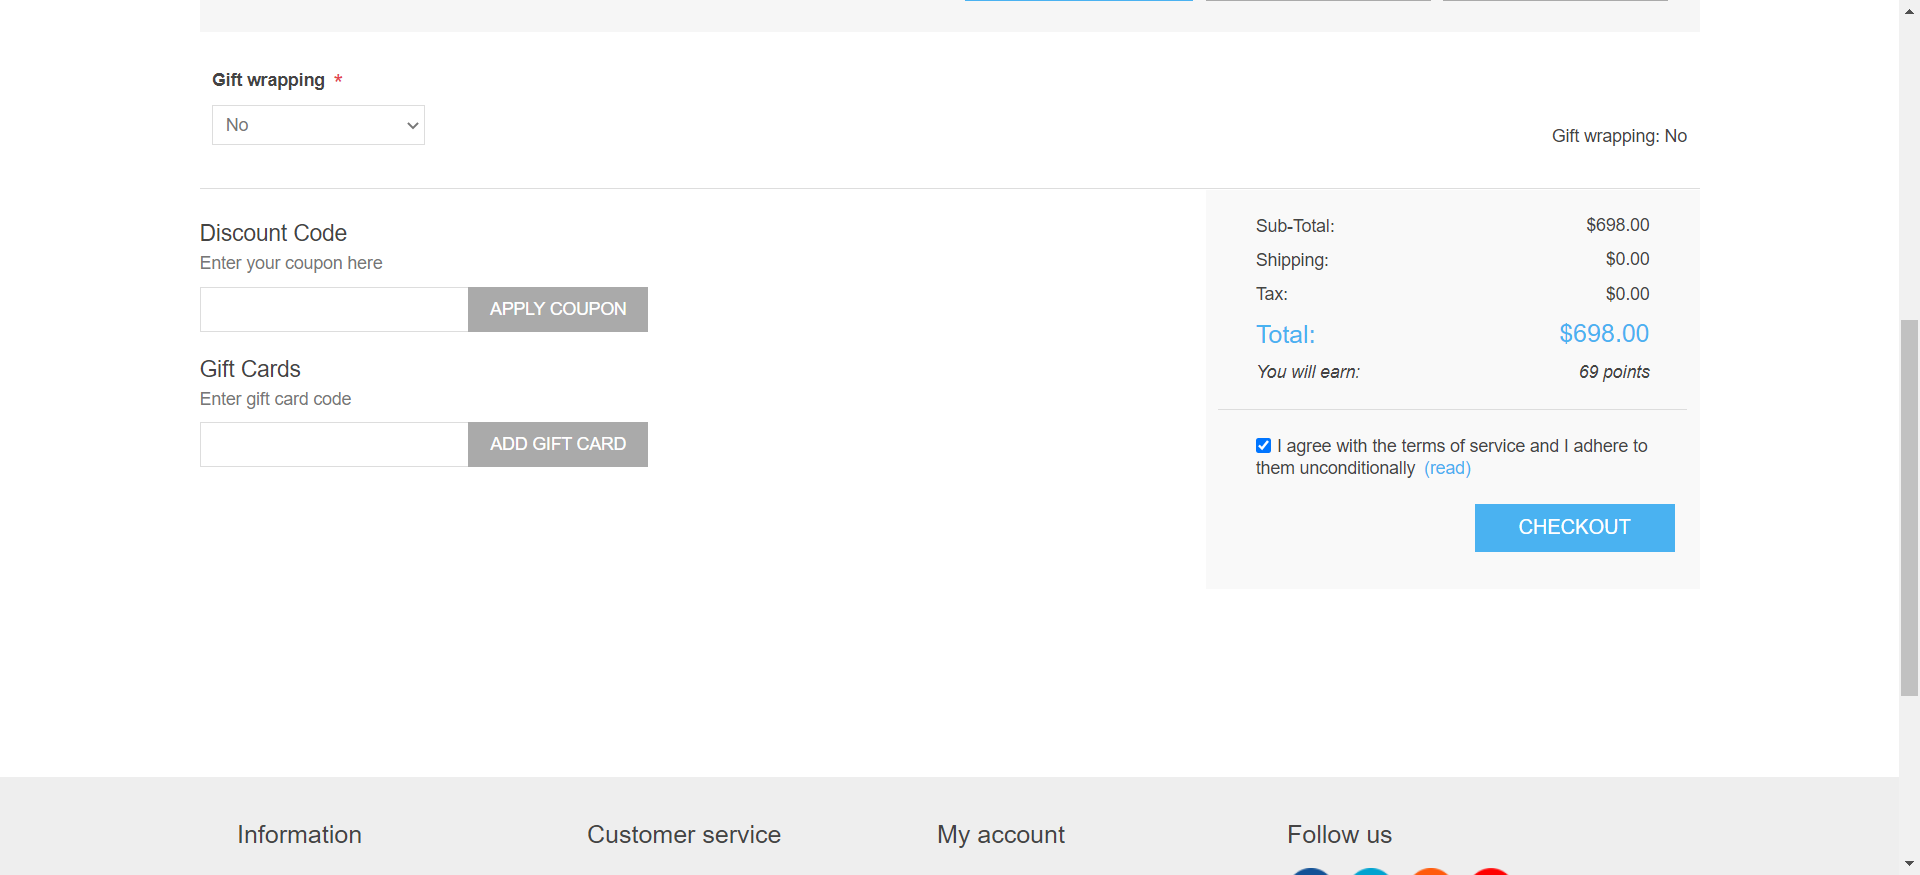 Gift wrapping *
No
Gift wrapping: No
Discount Code
Enter your coupon here
APPLY COUPON
Gift Cards
Enter gift card code
ADD GIFT CARD
Sub-Total: $698.00
Shipping: $0.00
Tax: $0.00
Total: $698.00
You will earn: 69 points
I agree with the terms of service and I adhere to
them unconditionally (read)
CHECKOUT
Information
Customer service
My account
Follow us